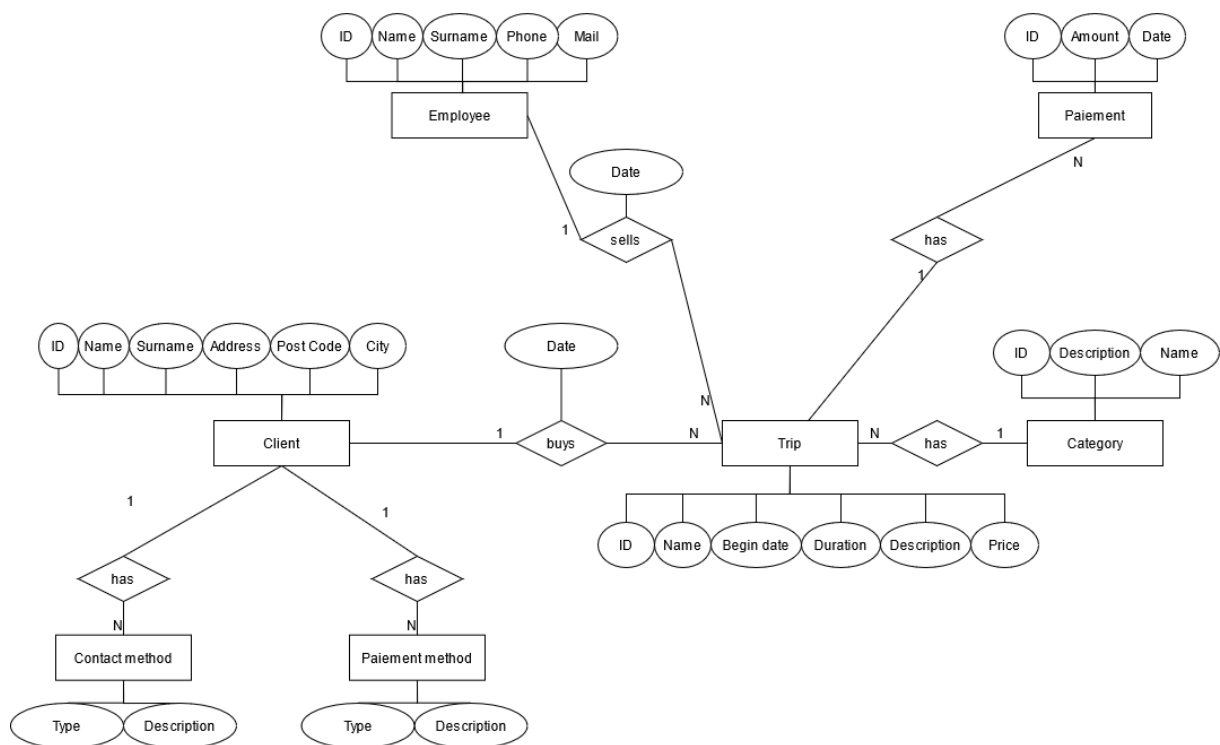 ID Name Surname Phone Mail
ID Amount Date
Employee
Paiement
Date
N
1
sells
has
1
ID Name Surname Address Post Code City
Date
ID Description Name
N
Client
1
buys
N
Trip
N
has
1
Category
1
1
ID Name Begin date Duration Description Price
has
has
N
N
Contact method
Paiement method
Type Description
Type Description